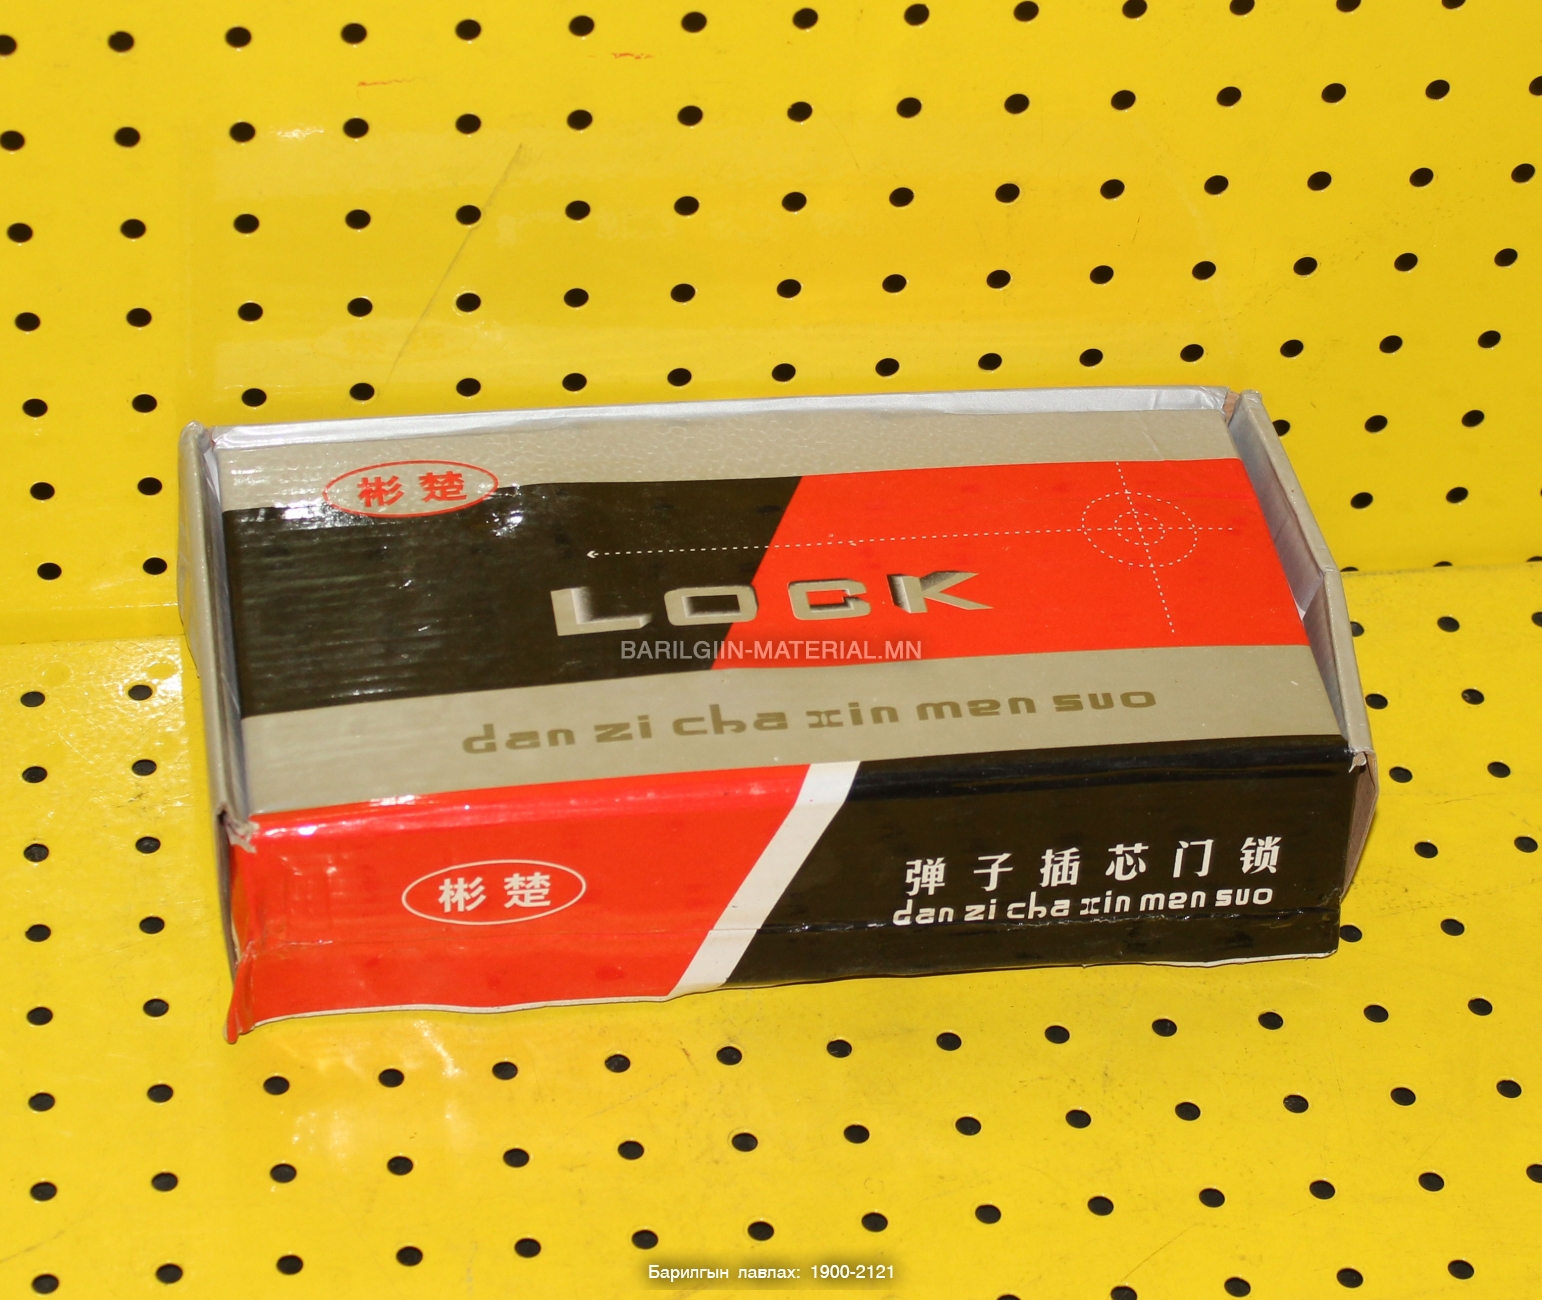 彬楚
LOCK
BARILGIIN-MATERIAL.MN
dan zi cha xin men suo
彬楚
弹子插芯门锁
dan zi cha xin men suo
Барилгын лавлах: 1900-2121